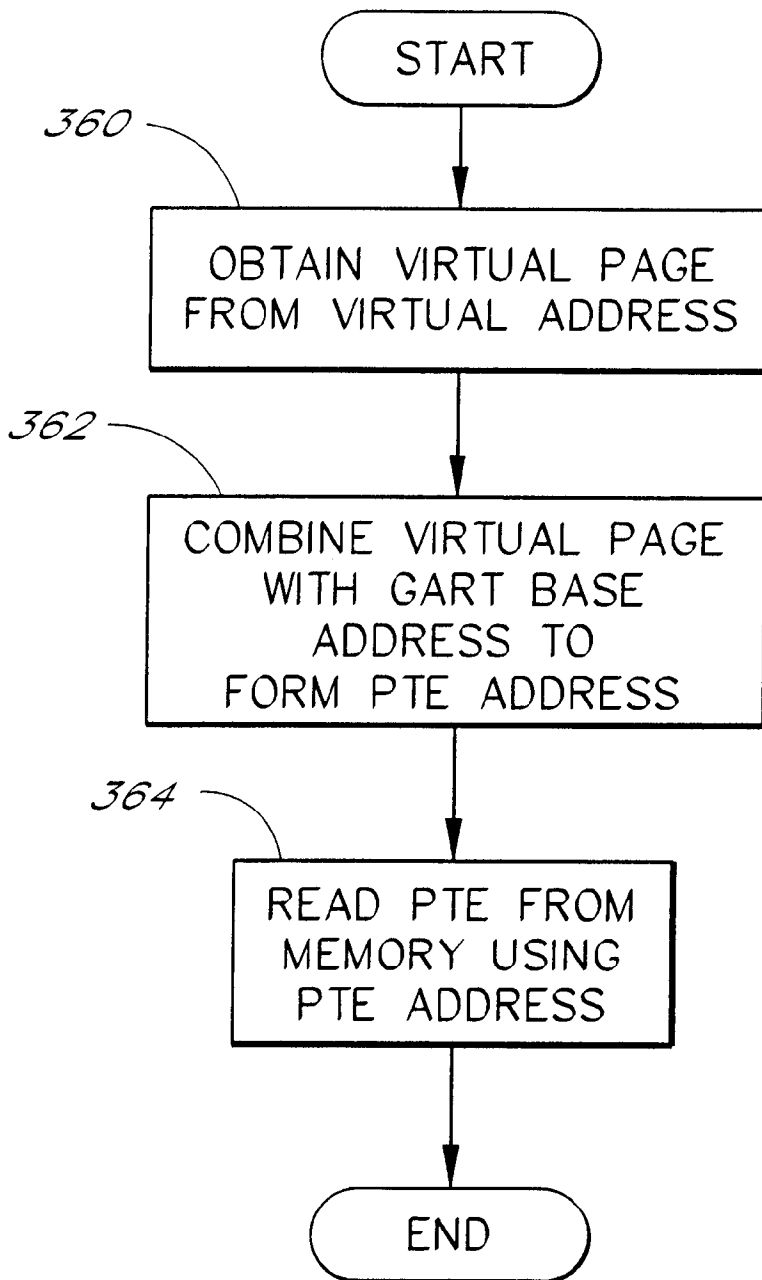 START
360
OBTAIN VIRTUAL PAGE
FROM VIRTUAL ADDRESS
362
COMBINE VIRTUAL PAGE
WITH GART BASE
ADDRESS TO
FORM PTE ADDRESS
364
READ PTE FROM
MEMORY USING
PTE ADDRESS
END